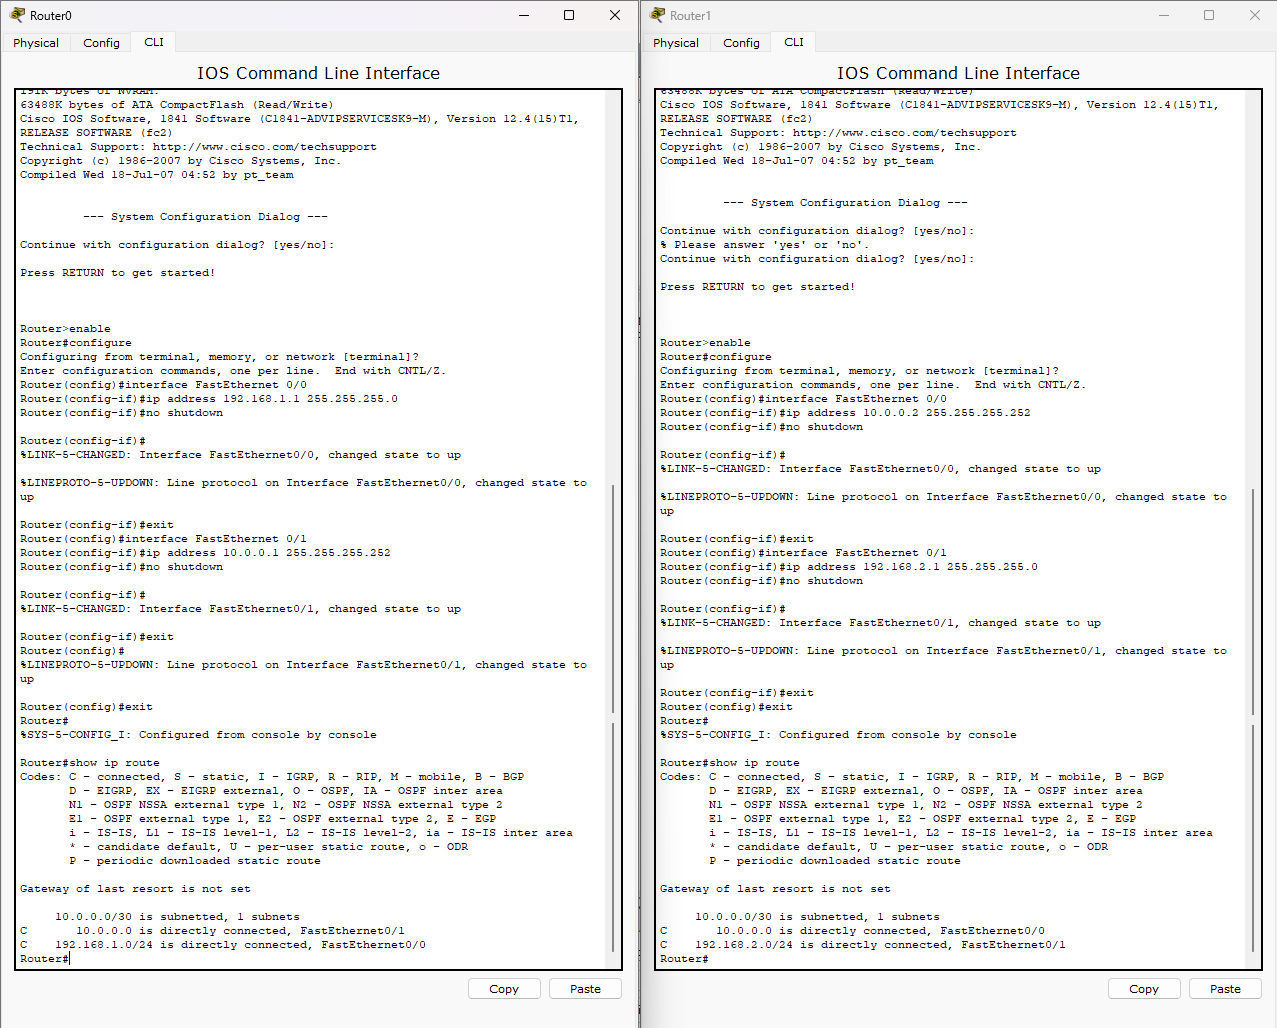 Router0
Physical Config CLI
IOS Command Line Interface
191K bytes of NVRAM.
63488K bytes of ATA CompactFlash (Read/Write)
Cisco IOS Software, 1841 Software (C1841-ADVIPSERVICESK9-M), Version 12.4(15)T1,
RELEASE SOFTWARE (fc2)
Technical Support: http://www.cisco.com/techsupport
Copyright (c) 1986-2007 by Cisco Systems, Inc.
Compiled Wed 18-Jul-07 04:52 by pt_team
--- System Configuration Dialog ---
Continue with configuration dialog? [yes/no]:
Press RETURN to get started!
Router>enable
Router#configure
Configuring from terminal, memory, or network [terminal]?
Enter configuration commands, one per line.  End with CNTL/Z.
Router(config)#interface FastEthernet 0/0
Router(config-if)#ip address 192.168.1.1 255.255.255.0
Router(config-if)#no shutdown
Router(config-if)#
%LINK-5-CHANGED: Interface FastEthernet0/0, changed state to up
%LINEPROTO-5-UPDOWN: Line protocol on Interface FastEthernet0/0, changed state to
up
Router(config-if)#exit
Router(config)#interface FastEthernet 0/1
Router(config-if)#ip address 10.0.0.1 255.255.255.252
Router(config-if)#no shutdown
Router(config-if)#
%LINK-5-CHANGED: Interface FastEthernet0/1, changed state to up
Router(config-if)#exit
Router(config)#
%LINEPROTO-5-UPDOWN: Line protocol on Interface FastEthernet0/1, changed state to
up
Router(config)#exit
Router#
%SYS-5-CONFIG_I: Configured from console by console
Router#show ip route
Codes: C - connected, S - static, I - IGRP, R - RIP, M - mobile, B - BGP
D - EIGRP, EX - EIGRP external, O - OSPF, IA - OSPF inter area
N1 - OSPF NSSA external type 1, N2 - OSPF NSSA external type 2
E1 - OSPF external type 1, E2 - OSPF external type 2, E - EGP
i - IS-IS, L1 - IS-IS level-1, L2 - IS-IS level-2, ia - IS-IS inter area
* - candidate default, U - per-user static route, o - ODR
P - periodic downloaded static route
Gateway of last resort is not set
10.0.0.0/30 is subnetted, 1 subnets
C 10.0.0.0 is directly connected, FastEthernet0/1
C 192.168.1.0/24 is directly connected, FastEthernet0/0
Router#
Copy Paste
Router1
Physical Config CLI
IOS Command Line Interface
63488K bytes of ATA CompactFlash (Read/Write)
Cisco IOS Software, 1841 Software (C1841-ADVIPSERVICESK9-M), Version 12.4(15)T1,
RELEASE SOFTWARE (fc2)
Technical Support: http://www.cisco.com/techsupport
Copyright (c) 1986-2007 by Cisco Systems, Inc.
Compiled Wed 18-Jul-07 04:52 by pt_team
--- System Configuration Dialog ---
Continue with configuration dialog? [yes/no]:
% Please answer 'yes' or 'no'.
Continue with configuration dialog? [yes/no]:
Press RETURN to get started!
Router>enable
Router#configure
Configuring from terminal, memory, or network [terminal]?
Enter configuration commands, one per line.  End with CNTL/Z.
Router(config)#interface FastEthernet 0/0
Router(config-if)#ip address 10.0.0.2 255.255.255.252
Router(config-if)#no shutdown
Router(config-if)#
%LINK-5-CHANGED: Interface FastEthernet0/0, changed state to up
%LINEPROTO-5-UPDOWN: Line protocol on Interface FastEthernet0/0, changed state to
up
Router(config-if)#exit
Router(config)#interface FastEthernet 0/1
Router(config-if)#ip address 192.168.2.1 255.255.255.0
Router(config-if)#no shutdown
Router(config-if)#
%LINK-5-CHANGED: Interface FastEthernet0/1, changed state to up
%LINEPROTO-5-UPDOWN: Line protocol on Interface FastEthernet0/1, changed state to
up
Router(config-if)#exit
Router(config)#exit
Router#
%SYS-5-CONFIG_I: Configured from console by console
Router#show ip route
Codes: C - connected, S - static, I - IGRP, R - RIP, M - mobile, B - BGP
D - EIGRP, EX - EIGRP external, O - OSPF, IA - OSPF inter area
N1 - OSPF NSSA external type 1, N2 - OSPF NSSA external type 2
E1 - OSPF external type 1, E2 - OSPF external type 2, E - EGP
i - IS-IS, L1 - IS-IS level-1, L2 - IS-IS level-2, ia - IS-IS inter area
* - candidate default, U - per-user static route, o - ODR
P - periodic downloaded static route
Gateway of last resort is not set
10.0.0.0/30 is subnetted, 1 subnets
C 10.0.0.0 is directly connected, FastEthernet0/0
C 192.168.2.0/24 is directly connected, FastEthernet0/1
Router#
Copy Paste